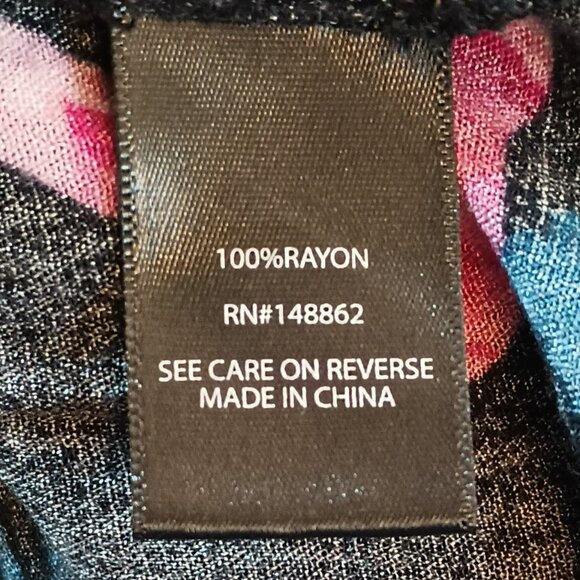 100%RAYON
RN#148862
SEE CARE ON REVERSE
MADE IN CHINA